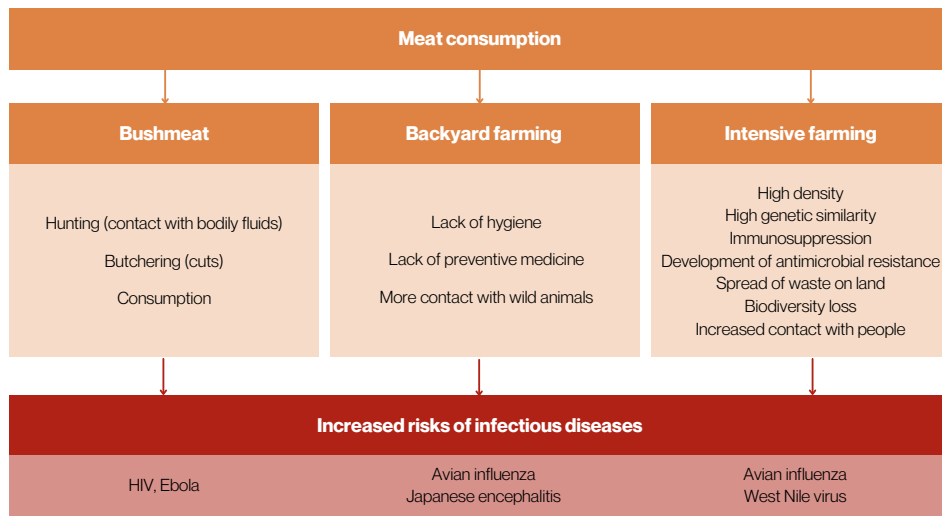 Meat consumption
Bushmeat
Hunting (contact with bodily fluids)
Butchering (cuts)
Consumption
Backyard farming
Lack of hygiene
Lack of preventive medicine
More contact with wild animals
Intensive farming
High density
High genetic similarity
Immunosuppression
Development of antimicrobial resistance
Spread of waste on land
Biodiversity loss
Increased contact with people
Increased risks of infectious diseases
HIV, Ebola
Avian influenza
Japanese encephalitis
Avian influenza
West Nile virus